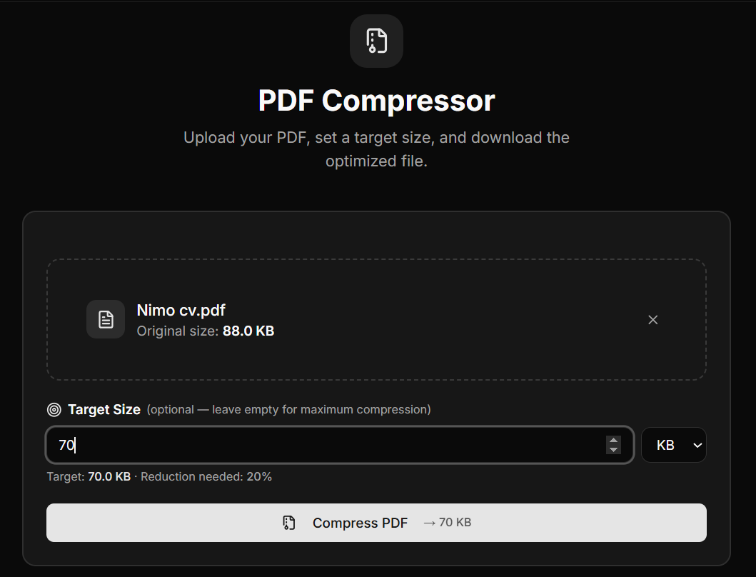 PDF Compressor
Upload your PDF, set a target size, and download the
optimized file.
Nimo cv.pdf
Original size: 88.0 KB
Target Size (optional — leave empty for maximum compression)
70
KB
Target: 70.0 KB · Reduction needed: 20%
Compress PDF → 70 KB